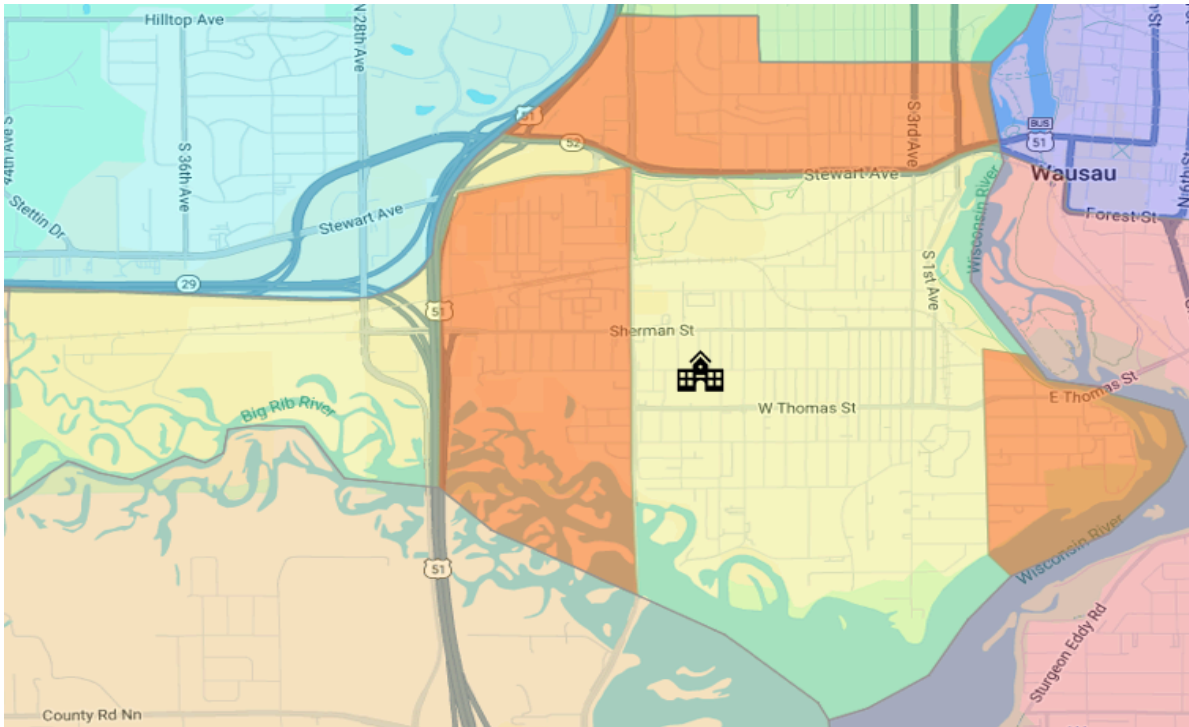 Hilltop Ave
N 28th Ave
S 36th Ave
44th Ave S
Stettin Dr
Stewart Ave
29
51
52
51
S 3rd Ave
Stewart Ave
BUS
51
Wausau
Forest St
Wisconsin River
S 1st Ave
Sherman St
W Thomas St
E Thomas St
Big Rib River
51
Wisconsin River
Sturgeon Eddy Rd
County Rd Nn